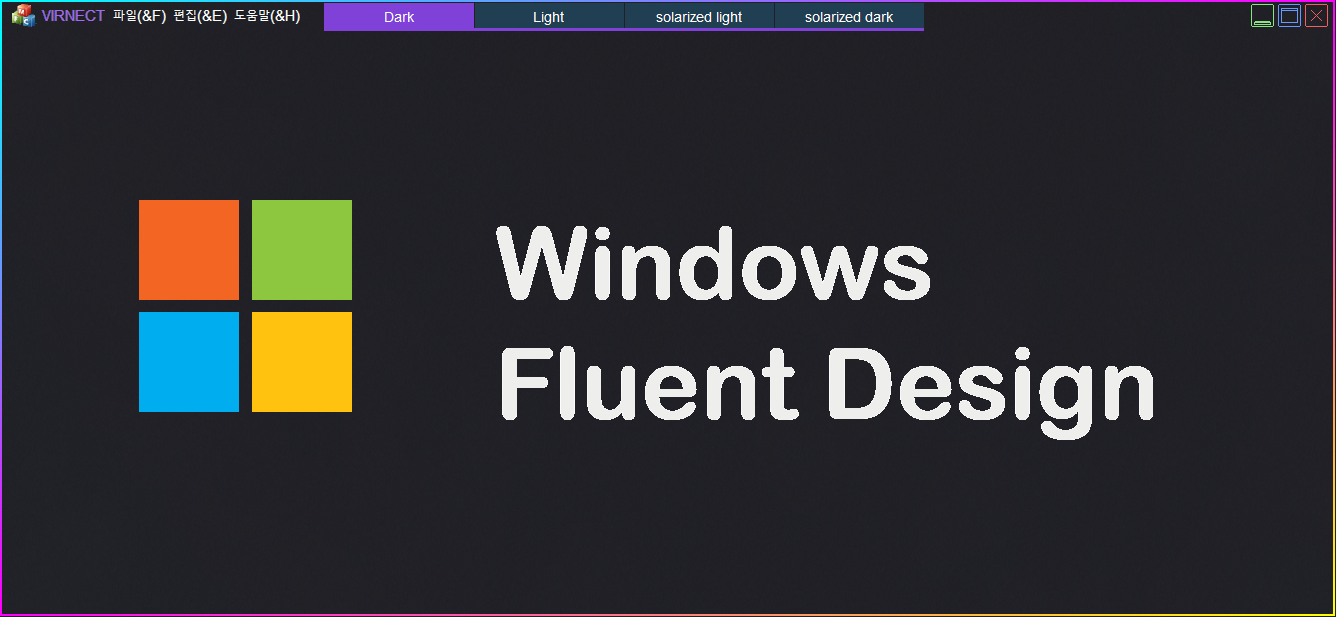 VIRNECT 파일(&F) 편집(&E) 도움말(&H) Dark Light solarized light solarized dark
Windows
Fluent Design